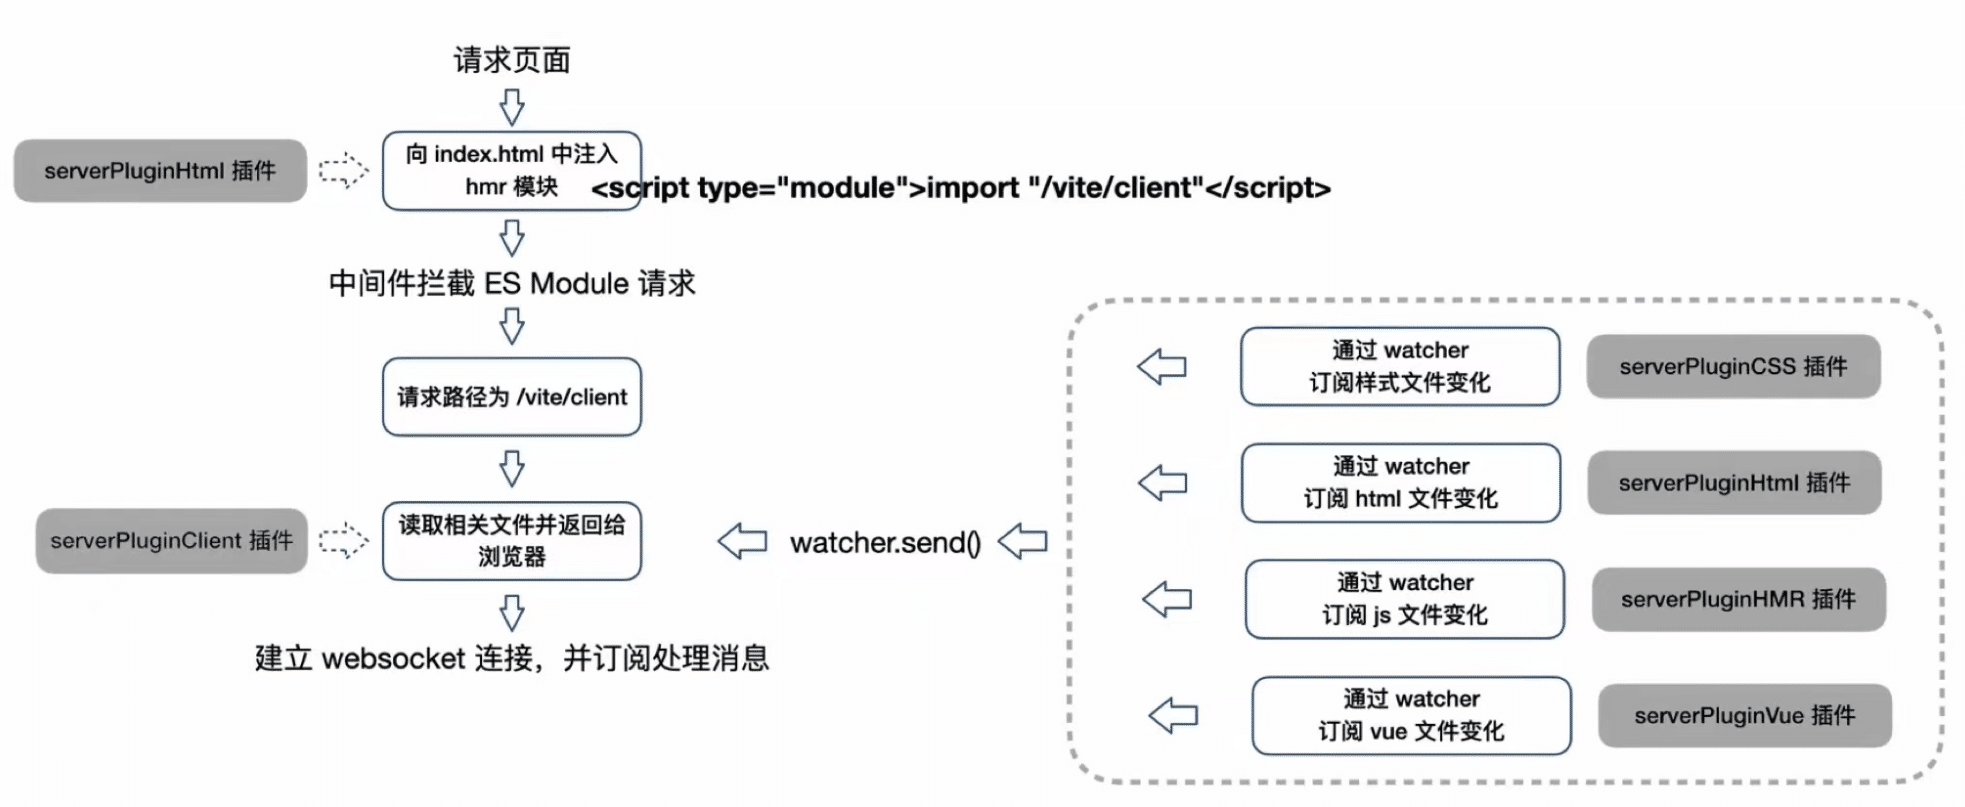 请求页面
serverPluginHtml 插件
向 index.html 中注入
hmr 模块
<script type="module">import "/vite/client"</script>
中间件拦截 ES Module 请求
请求路径为 /vite/client
serverPluginClient 插件
读取相关文件并返回给
浏览器
建立 websocket 连接，并订阅处理消息
watcher.send()
通过 watcher
订阅样式文件变化
serverPluginCSS 插件
通过 watcher
订阅 html 文件变化
serverPluginHtml 插件
通过 watcher
订阅 js 文件变化
serverPluginHMR 插件
通过 watcher
订阅 vue 文件变化
serverPluginVue 插件